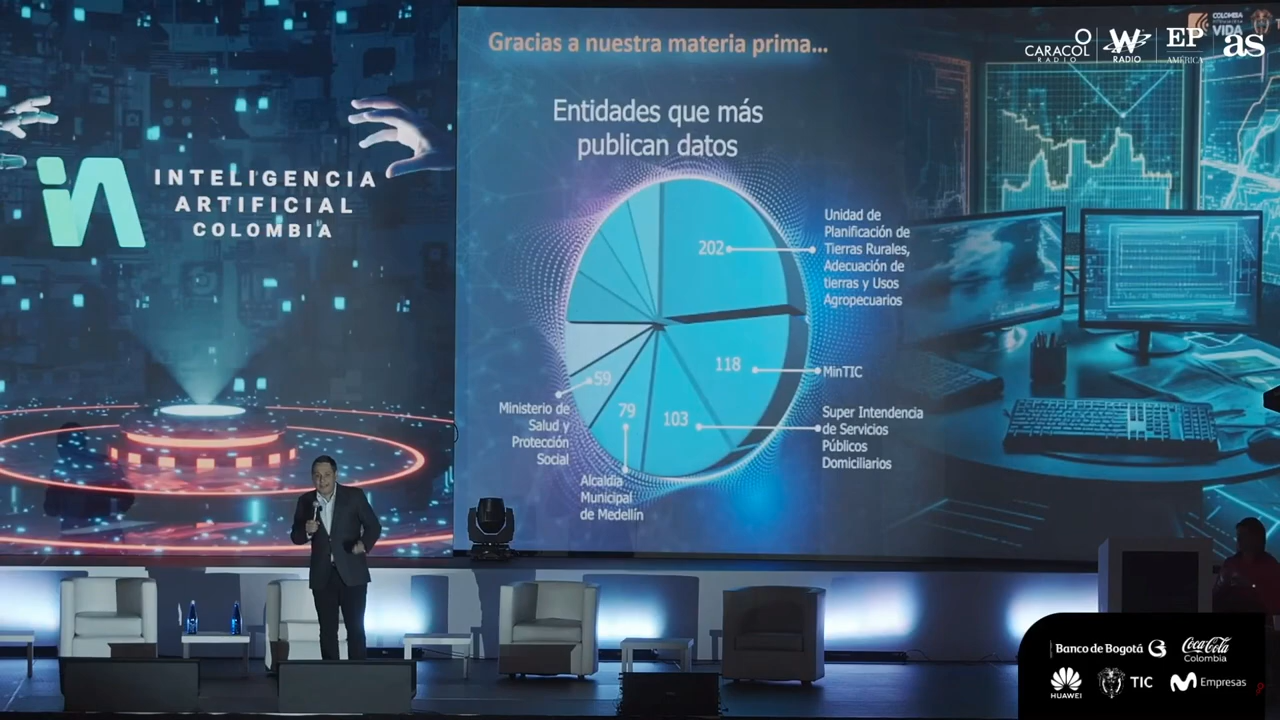 Gracias a nuestra materia prima...
COLOMBIA
VIDA
CARACOL
RADIO
W
RADIO
EP
AMÉRICA
as
Entidades que más
publican datos
iA
INTELIGENCIA
ARTIFICIAL
COLOMBIA
202
Unidad de
Planificación de
Tierras Rurales,
Adecuación de
tierras y Usos
Agropecuarios
118
MinTIC
59
Ministerio de
Salud y
Protección
Social
79
Alcaldía
Municipal
de Medellín
103
Super Intendencia
de Servicios
Públicos
Domiciliarios
Banco de Bogotá
Coca-Cola
Colombia
HUAWEI
TIC
Empresas